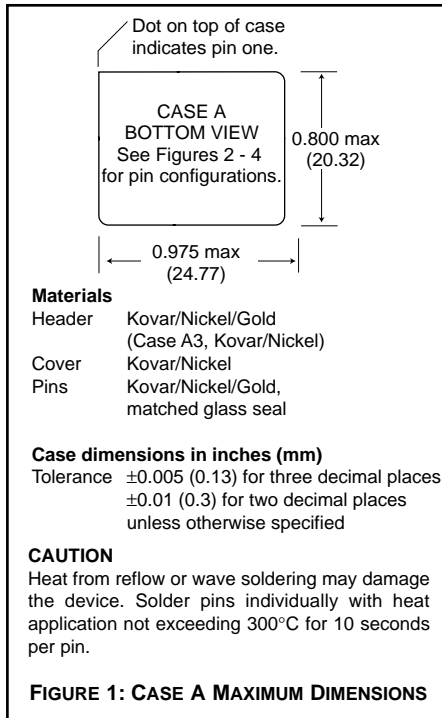 Dot on top of case
indicates pin one.
CASE A
BOTTOM VIEW
See Figures 2 - 4
for pin configurations.
0.800 max
(20.32)
0.975 max
(24.77)
Materials
Header Kovar/Nickel/Gold
(Case A3, Kovar/Nickel)
Cover Kovar/Nickel
Pins Kovar/Nickel/Gold,
matched glass seal
Case dimensions in inches (mm)
Tolerance ±0.005 (0.13) for three decimal places
±0.01 (0.3) for two decimal places
unless otherwise specified
CAUTION
Heat from reflow or wave soldering may damage
the device. Solder pins individually with heat
application not exceeding 300°C for 10 seconds
per pin.
FIGURE 1: CASE A MAXIMUM DIMENSIONS